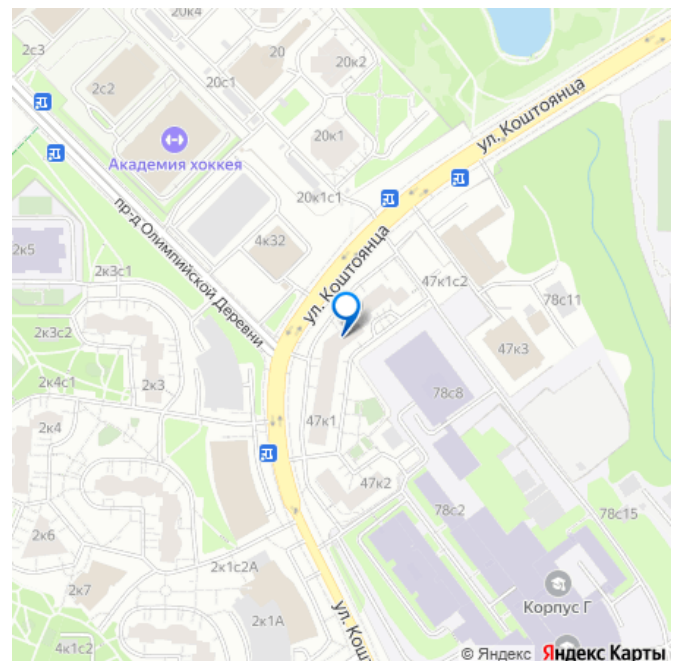 20к4
2с3
20
20к2
2с2
20с1
ул. Коштоянца
20к1
Академия хоккея
20к1с1
пр-д Олимпийской Деревни
4к32
2к5
ул. Коштоянца
2к3с1
47к1с2
78с11
2к3с2
47к3
2к4с1
2к3
78с8
2к4
47к1
47к2
78с2
78с15
2к6
2к1с2А
2к7
Корпус Г
2к1А
ул. Кош
4к1с2
© Яндекс Яндекс Карты